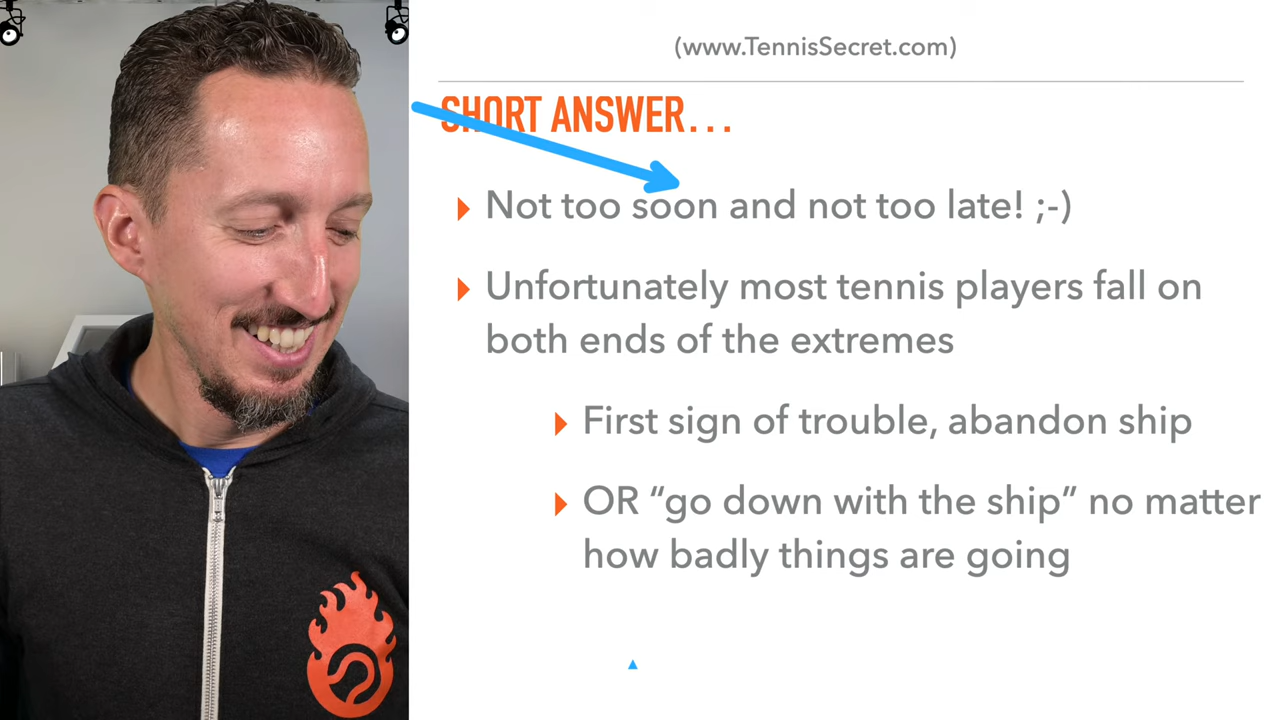 (www.TennisSecret.com)
SHORT ANSWER...
Not too soon and not too late! ;-)
Unfortunately most tennis players fall on
both ends of the extremes
First sign of trouble, abandon ship
OR “go down with the ship” no matter
how badly things are going